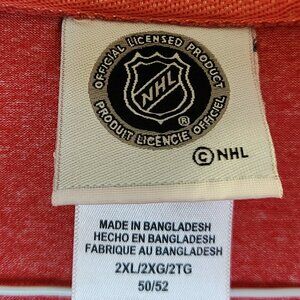 OFFICIAL LICENSED PRODUCT
NHL
®
PRODUIT LICENCIÉ OFFICIEL
© NHL
MADE IN BANGLADESH
HECHO EN BANGLADESH
FABRIQUE AU BANGLADESH
2XL/2XG/2TG
50/52